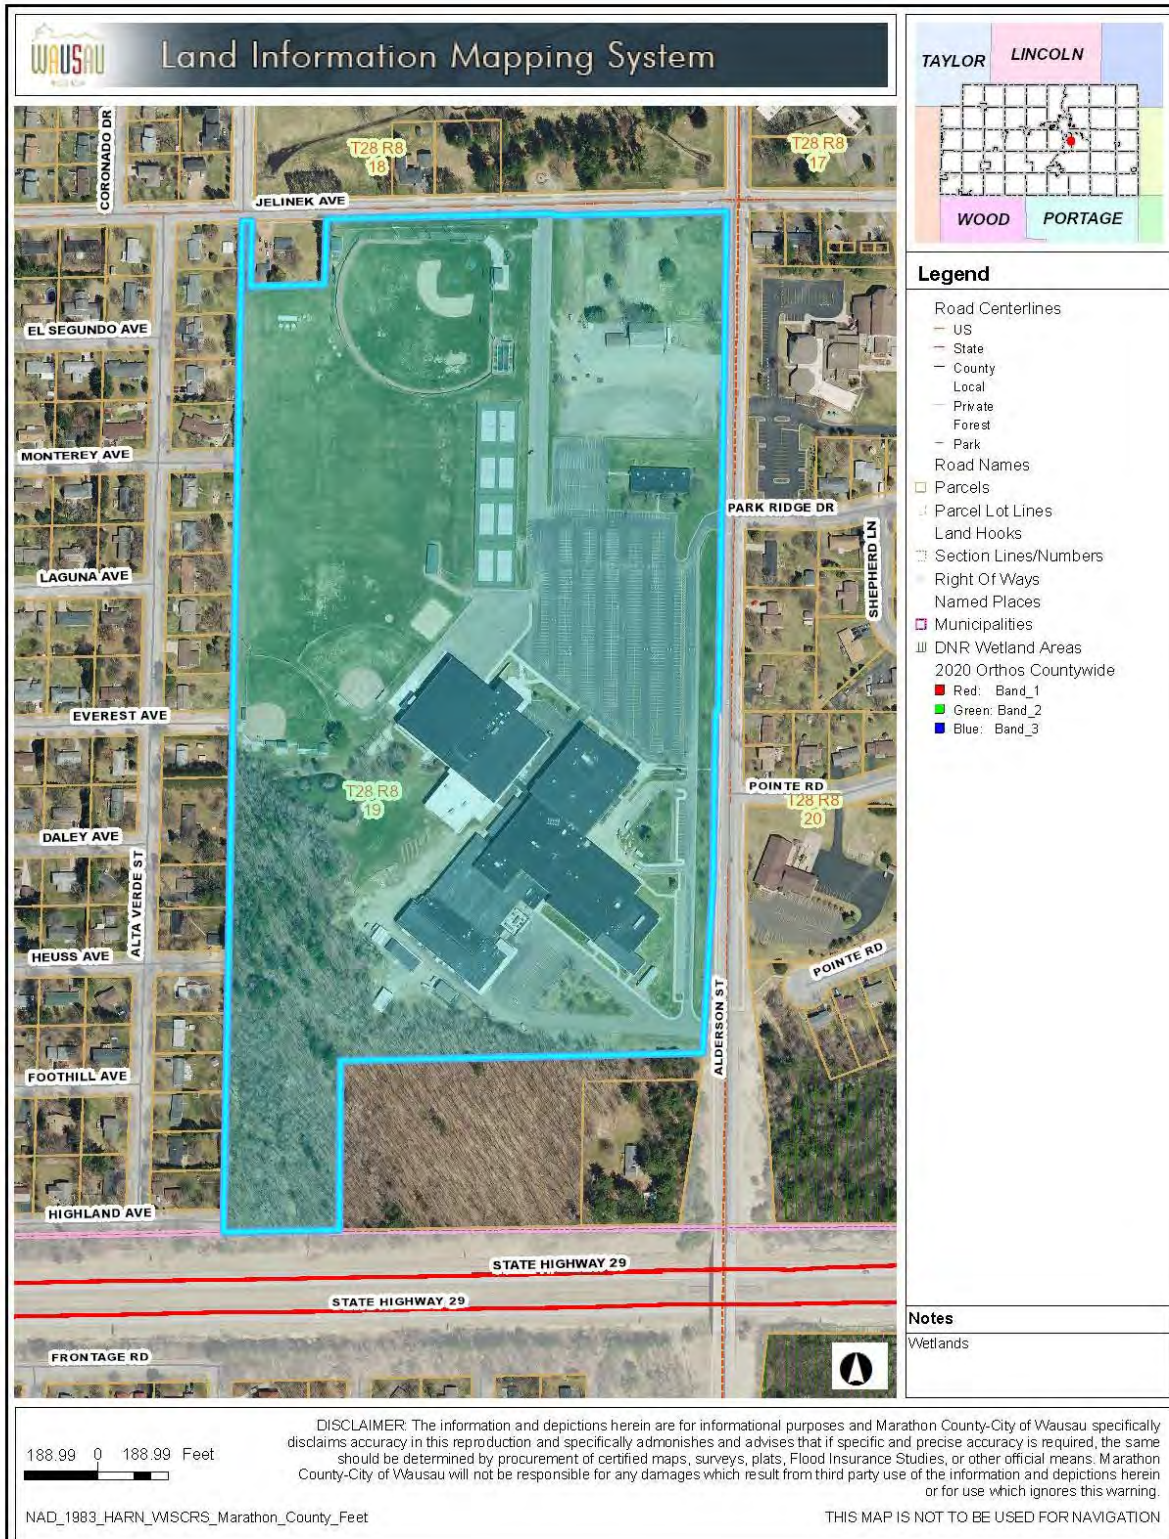 WAUSAU
Land Information Mapping System
TAYLOR
LINCOLN
WOOD
PORTAGE
CORONADO DR
T28 R8
18
T28 R8
17
JELINEK AVE
EL SEGUNDO AVE
MONTEREY AVE
PARK RIDGE DR
LAGUNA AVE
SHEPHERD LN
EVEREST AVE
T28 R8
19
POINTE RD
T28 R8
20
DALEY AVE
ALTA VERDE ST
HEUSS AVE
POINTE RD
ALDERSON ST
FOOTHILL AVE
HIGHLAND AVE
STATE HIGHWAY 29
STATE HIGHWAY 29
FRONTAGE RD
Legend
Road Centerlines
US
State
County
Local
Private
Forest
Park
Road Names
Parcels
Parcel Lot Lines
Land Hooks
Section Lines/Numbers
Right Of Ways
Named Places
Municipalities
DNR Wetland Areas
2020 Orthos Countywide
Red: Band_1
Green: Band_2
Blue: Band_3
Notes
Wetlands
188.99 0 188.99 Feet
NAD_1983_HARN_WISCRS_Marathon_County_Feet
DISCLAIMER: The information and depictions herein are for informational purposes and Marathon County-City of Wausau specifically
disclaims accuracy in this reproduction and specifically admonishes and advises that if specific and precise accuracy is required, the same
should be determined by procurement of certified maps, surveys, plats, Flood Insurance Studies, or other official means. Marathon
County-City of Wausau will not be responsible for any damages which result from third party use of the information and depictions herein
or for use which ignores this warning.
THIS MAP IS NOT TO BE USED FOR NAVIGATION